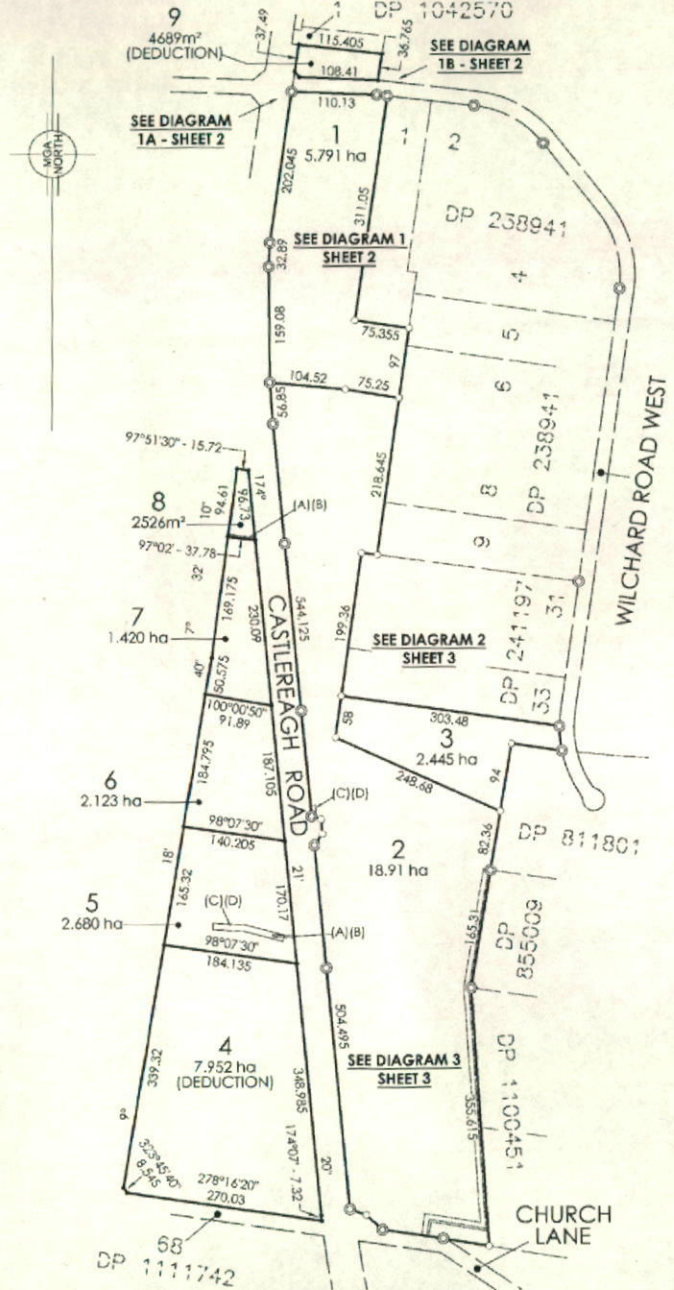 1 DP 1042570
9
4689m²
(DEDUCTION)
37.49
115.405
36.765
108.41
SEE DIAGRAM
1B - SHEET 2
SEE DIAGRAM
1A - SHEET 2
MGA
NORTH
110.13
1
5.791 ha
202.045
311.05
1
2
DP 238941
4
5
6
8
DP 238941
9
32.89
SEE DIAGRAM 1
SHEET 2
159.08
75.355
97
104.52
75.25
56.85
218.645
WILCHARD ROAD WEST
97°51'30" - 15.72
8
2526m²
10"
94.61
96.73
174°
(A)(B)
97°02' - 37.78
32'
169.175
230.09
7°
7
1.420 ha
40"
50.575
CASTLEREAGH ROAD
544.125
199.36
SEE DIAGRAM 2
SHEET 3
DP 241197
31
33
100°00'50"
91.89
58
303.48
3
2.445 ha
248.68
94
184.795
187.105
6
2.123 ha
(C)(D)
98°07'30"
140.205
82.36
DP 811801
2
18.91 ha
18'
165.32
21'
170.17
5
2.680 ha
(C)(D)
(A)(B)
98°07'30"
184.135
165.31
DP
855009
504.495
4
7.952 ha
(DEDUCTION)
339.32
348.985
SEE DIAGRAM 3
SHEET 3
355.615
DP 1100451
9°
323°45'40"
8.545
278°16'20"
270.03
174°07' - 7.32
20"
68
DP 1111742
CHURCH
LANE